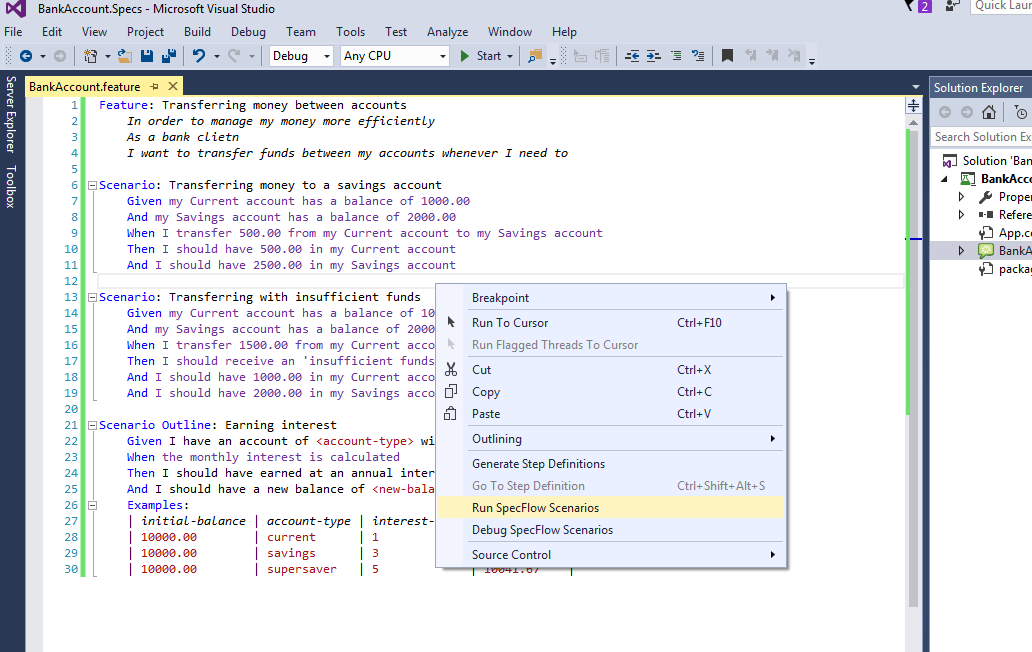 BankAccount.Specs - Microsoft Visual Studio
2
Quick Laun
File Edit View Project Build Debug Team Tools Test Analyze Window Help
Debug Any CPU Start
Server Explorer
Toolbox
BankAccount.feature
1 Feature: Transferring money between accounts
2 In order to manage my money more efficiently
3 As a bank clietn
4 I want to transfer funds between my accounts whenever I need to
5
6 Scenario: Transferring money to a savings account
7 Given my Current account has a balance of 1000.00
8 And my Savings account has a balance of 2000.00
9 When I transfer 500.00 from my Current account to my Savings account
10 Then I should have 500.00 in my Current account
11 And I should have 2500.00 in my Savings account
12
13 Scenario: Transferring with insufficient funds
14 Given my Current account has a balance of 10
15 And my Savings account has a balance of 2000
16 When I transfer 1500.00 from my Current acco
17 Then I should receive an 'insufficient funds
18 And I should have 1000.00 in my Current acco
19 And I should have 2000.00 in my Savings acco
20
21 Scenario Outline: Earning interest
22 Given I have an account of <account-type> wi
23 When the monthly interest is calculated
24 Then I should have earned at an annual inter
25 And I should have a new balance of <new-bala
26 Examples:
27 | initial-balance | account-type | interest-
28 | 10000.00 | current | 1
29 | 10000.00 | savings | 3
30 | 10000.00 | supersaver | 5 | 10041.67 |
Breakpoint
Run To Cursor Ctrl+F10
Run Flagged Threads To Cursor
Cut Ctrl+X
Copy Ctrl+C
Paste Ctrl+V
Outlining
Generate Step Definitions
Go To Step Definition Ctrl+Shift+Alt+S
Run SpecFlow Scenarios
Debug SpecFlow Scenarios
Source Control
Solution Explorer
Search Solution Ex
Solution 'Ban
BankAcco
Proper
Refere
App.co
BankA
packag